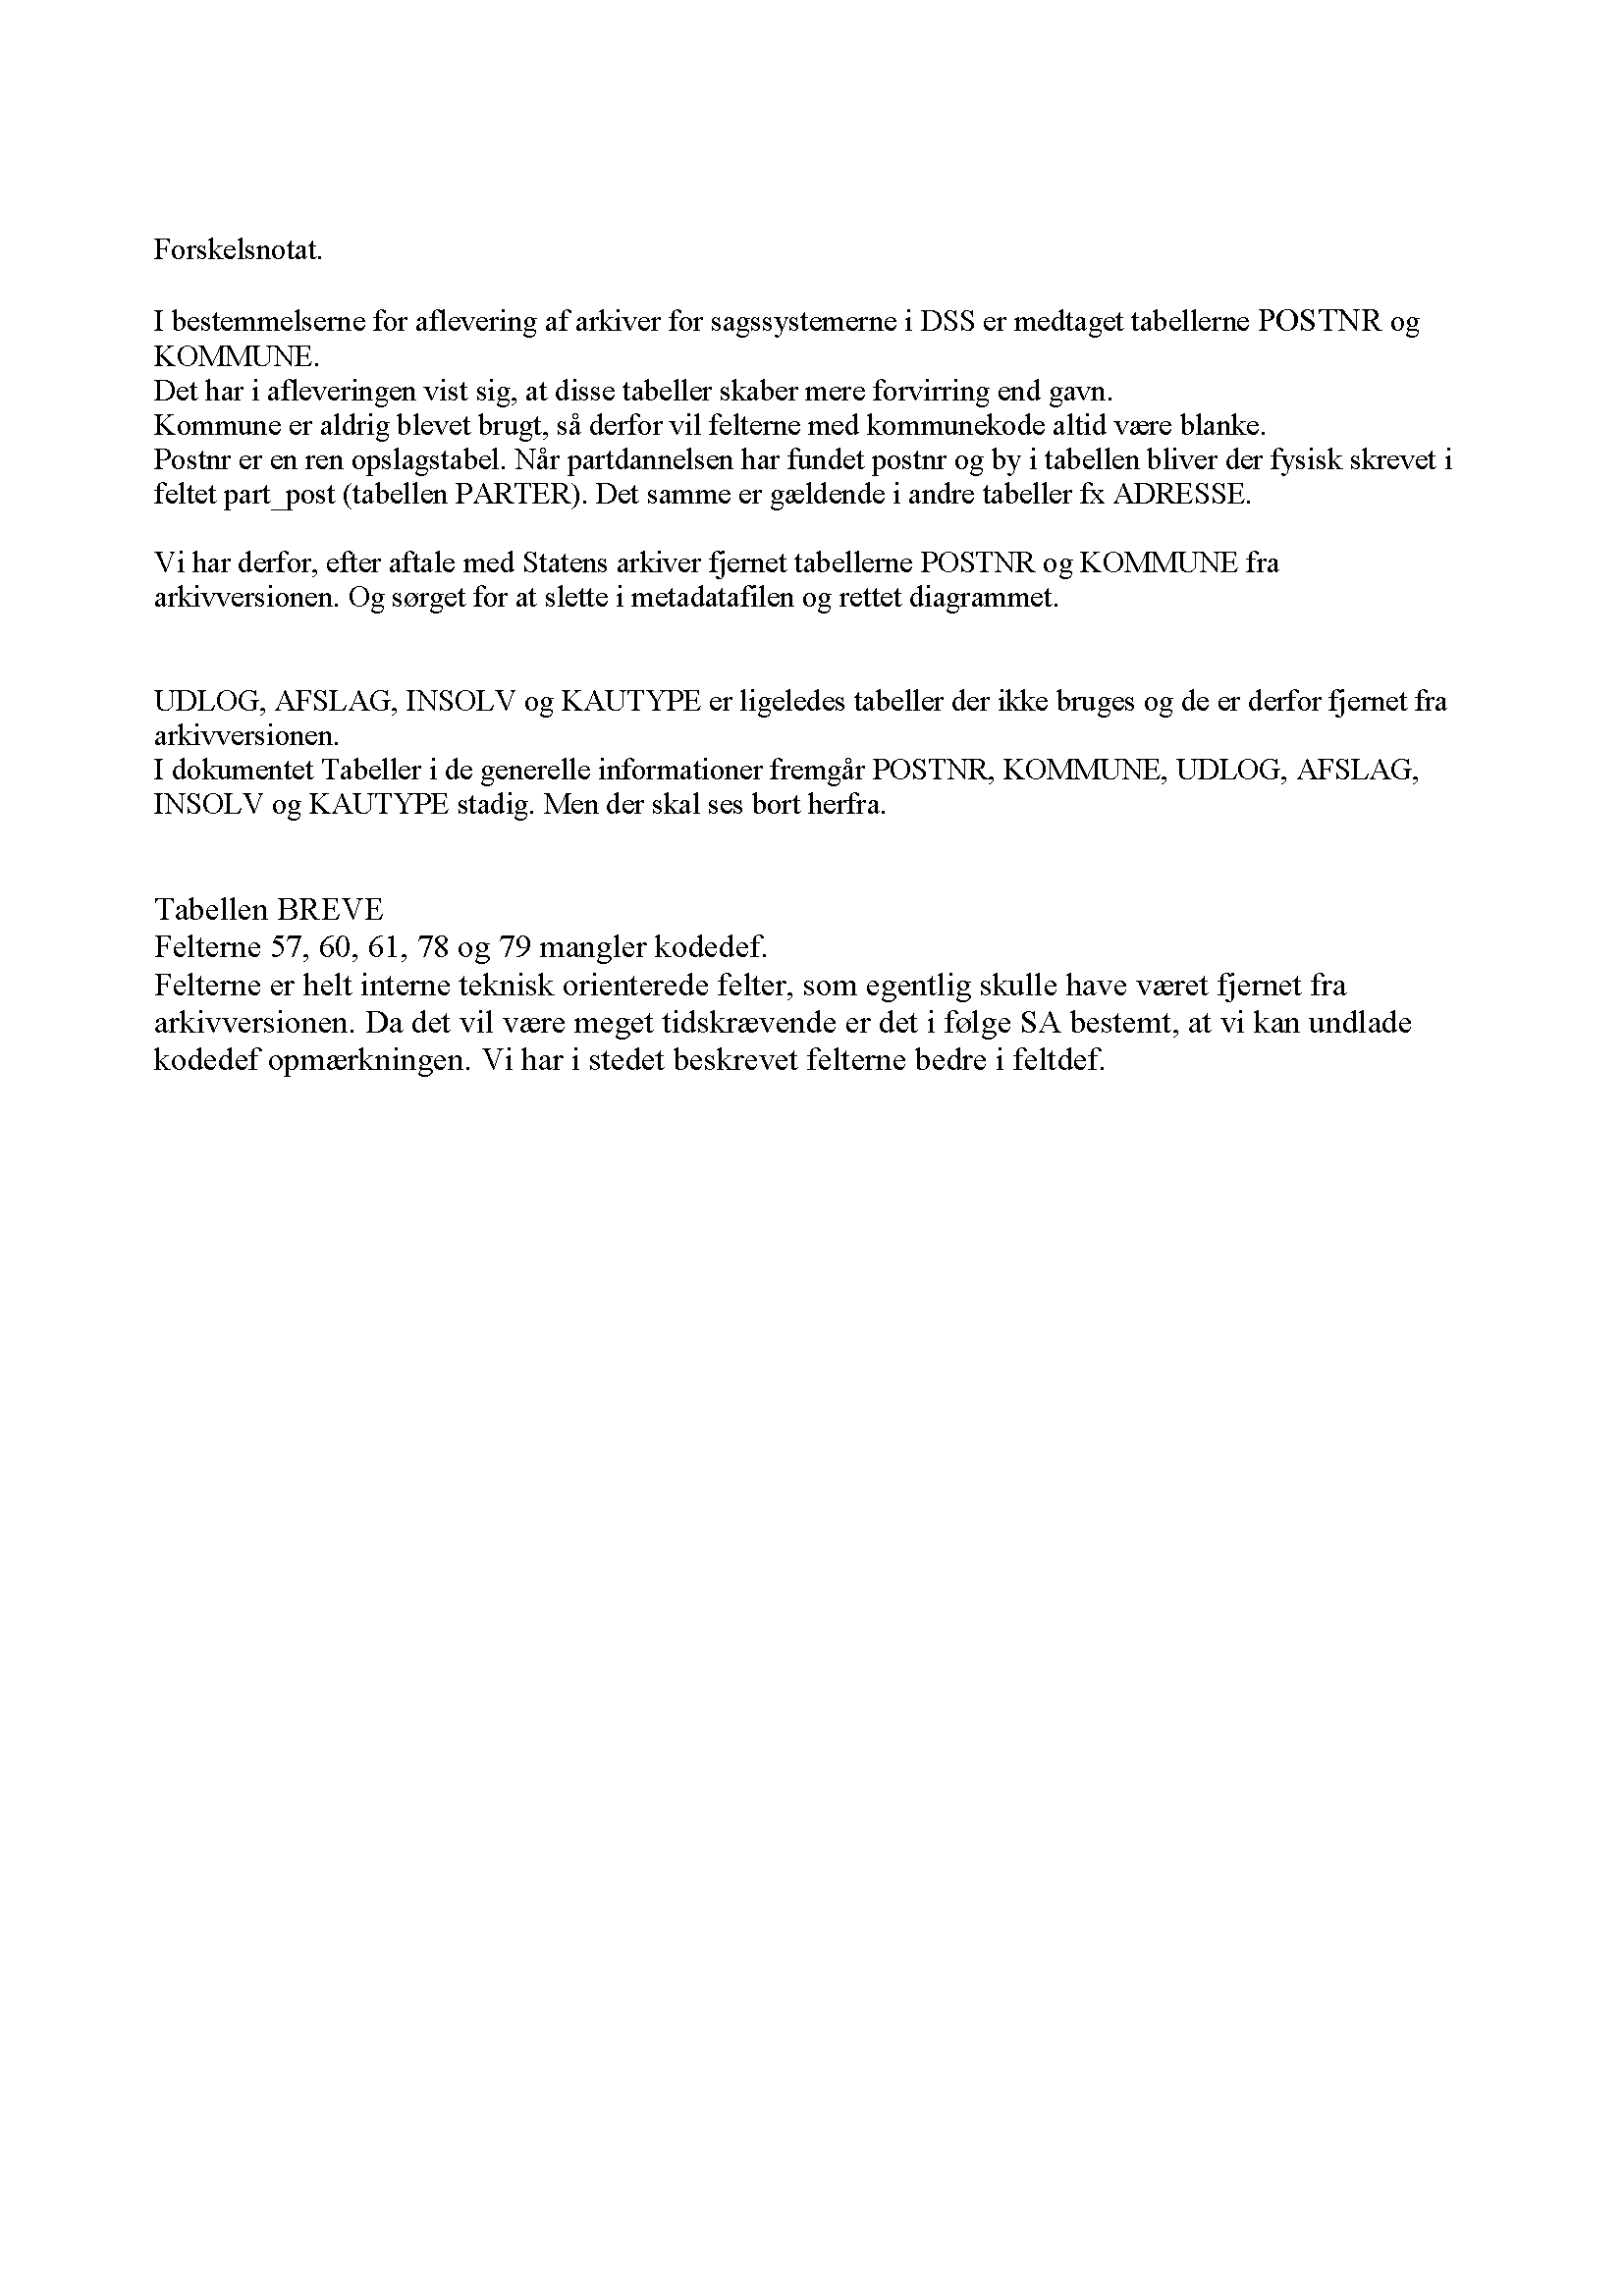 Forskelsnotat.
I bestemmelserne for aflevering af arkiver for sagssystemerne i DSS er medtaget tabellerne POSTNR og
KOMMUNE.
Det har i afleveringen vist sig, at disse tabeller skaber mere forvirring end gavn.
Kommune er aldrig blevet brugt, så derfor vil felterne med kommunekode altid være blanke.
Postnr er en ren opslagstabel. Når partdannelsen har fundet postnr og by i tabellen bliver der fysisk skrevet i
feltet part_post (tabellen PARTER). Det samme er gældende i andre tabeller fx ADRESSE.
Vi har derfor, efter aftale med Statens arkiver fjernet tabellerne POSTNR og KOMMUNE fra
arkivversionen. Og sørget for at slette i metadatafilen og rettet diagrammet.
UDLOG, AFSLAG, INSOLV og KAUTYPE er ligeledes tabeller der ikke bruges og de er derfor fjernet fra
arkivversionen.
I dokumentet Tabeller i de generelle informationer fremgår POSTNR, KOMMUNE, UDLOG, AFSLAG,
INSOLV og KAUTYPE stadig. Men der skal ses bort herfra.
Tabellen BREVE
Felterne 57, 60, 61, 78 og 79 mangler kodedef.
Felterne er helt interne teknisk orienterede felter, som egentlig skulle have været fjernet fra
arkivversionen. Da det vil være meget tidskrævende er det i følge SA bestemt, at vi kan undlade
kodedef opmærkningen. Vi har i stedet beskrevet felterne bedre i feltdef.